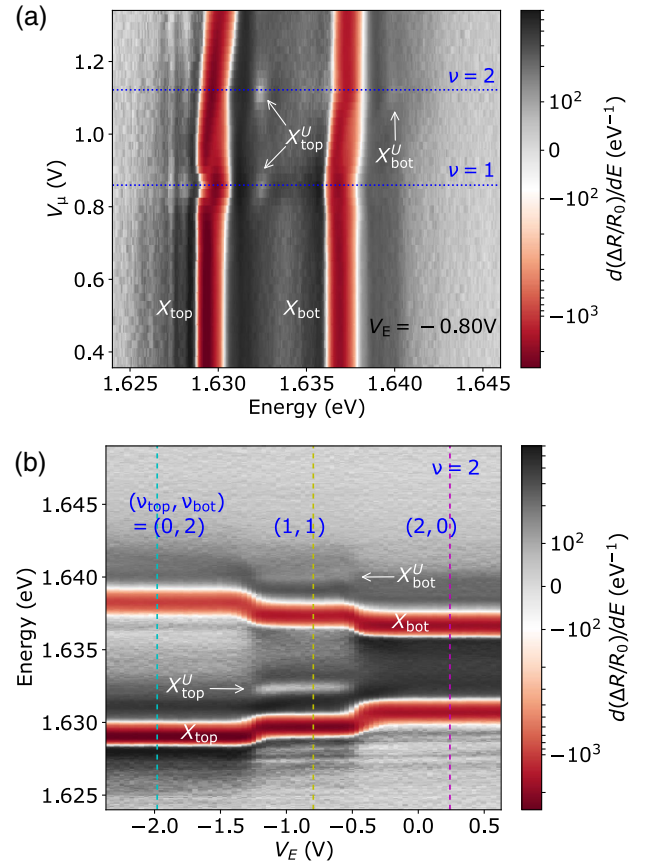 (a)
1.2
1.0
0.8
0.6
0.4
V_μ (V)
ν = 2
X^U_top
X^U_bot
ν = 1
X_top
X_bot
V_E = −0.80V
1.625
1.630
1.635
1.640
1.645
Energy (eV)
10^2
−10^2
−10^3
d(ΔR/R_0)/dE (eV^−1)
(b)
1.645
1.640
1.635
1.630
1.625
Energy (eV)
ν = 2
(ν_top, ν_bot)
= (0, 2)
(1, 1)
(2, 0)
X^U_bot
X_bot
X^U_top
X_top
−2.0
−1.5
−1.0
−0.5
0.0
V_E (V)
10^2
−10^2
−10^3
d(ΔR/R_0)/dE (eV^−1)